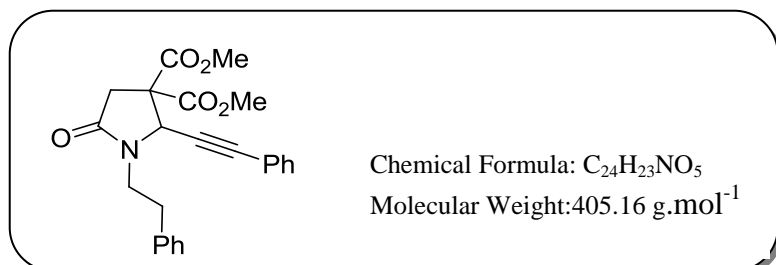 CO₂Me
CO₂Me
O
N
Ph
Ph
Chemical Formula: C₂₄H₂₃NO₅
Molecular Weight:405.16 g.mol⁻¹